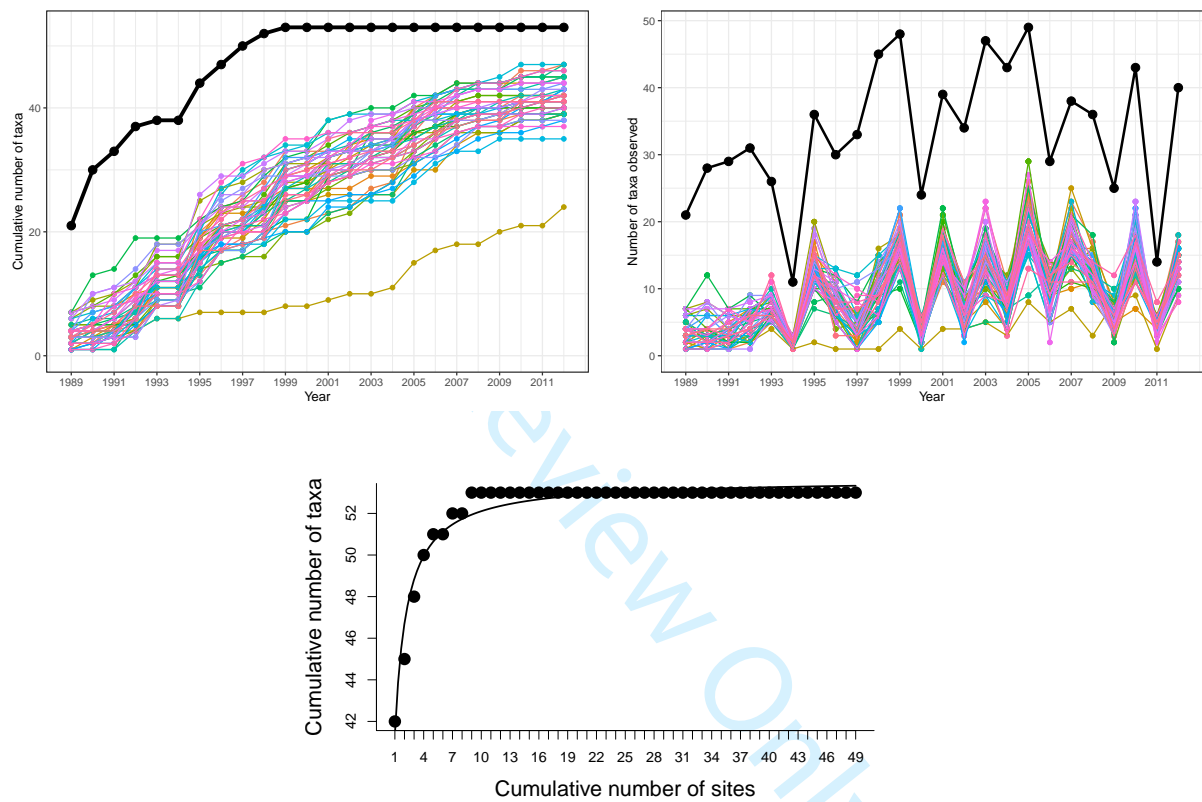 Cumulative number of taxa
40
20
0
1989 1991 1993 1995 1997 1999 2001 2003 2005 2007 2009 2011
Year
Number of taxa observed
50
40
30
20
10
0
1989 1991 1993 1995 1997 1999 2001 2003 2005 2007 2009 2011
Year
Cumulative number of taxa
52
50
48
46
44
42
1 4 7 10 13 16 19 22 25 28 31 34 37 40 43 46 49
Cumulative number of sites
eview Onl